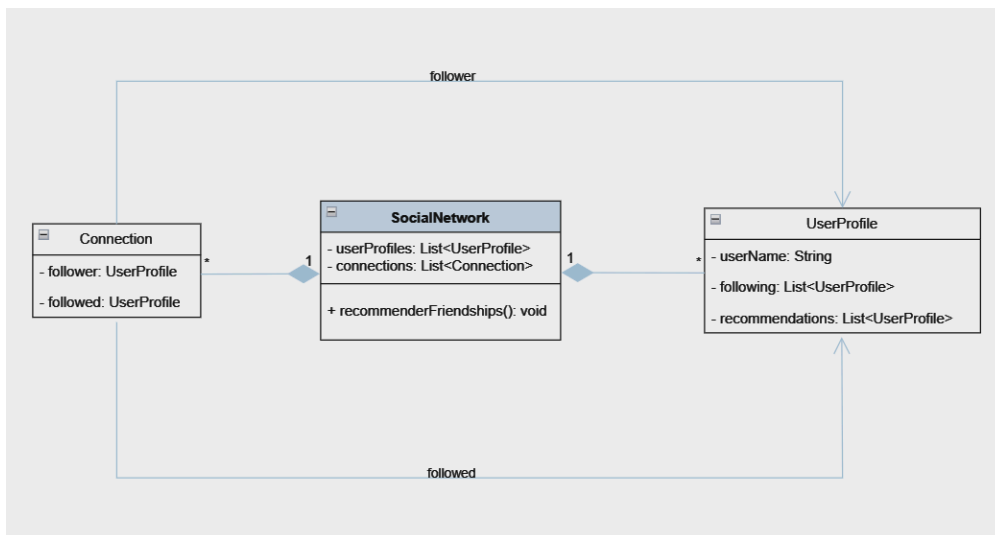 follower
Connection
- follower: UserProfile
- followed: UserProfile
*
1
SocialNetwork
- userProfiles: List<UserProfile>
- connections: List<Connection>
+ recommenderFriendships(): void
1
*
UserProfile
- userName: String
- following: List<UserProfile>
- recommendations: List<UserProfile>
followed